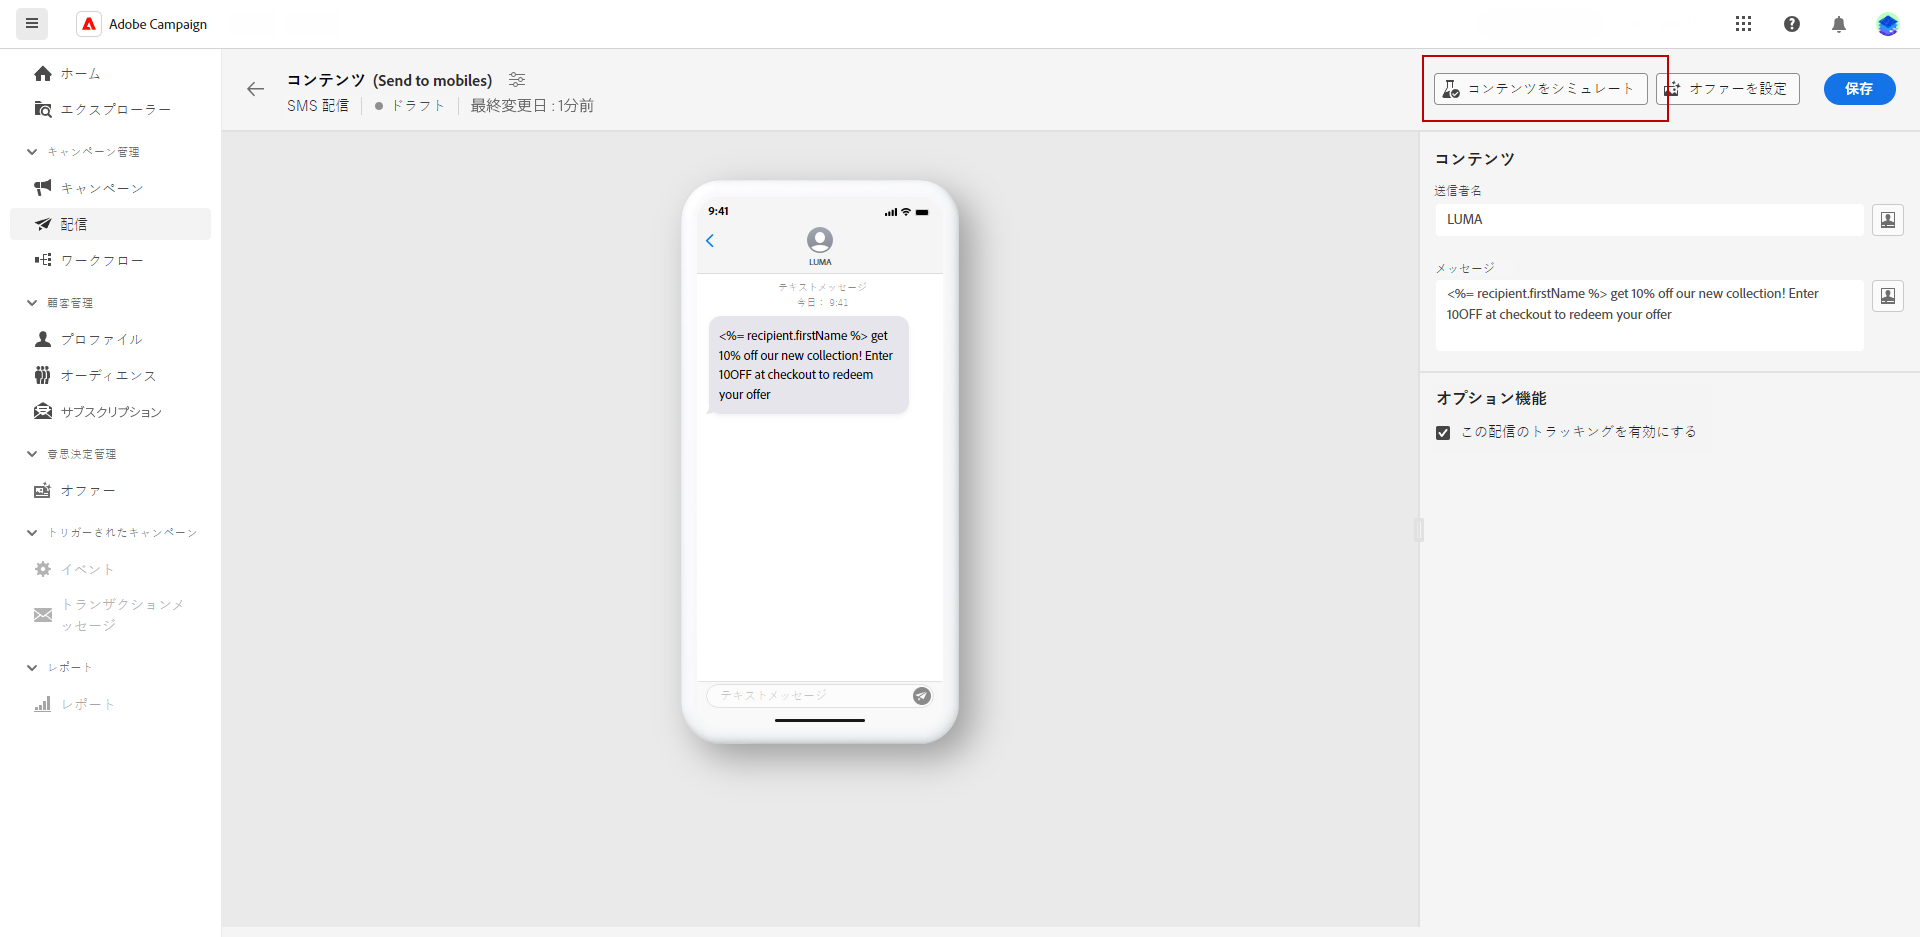 Adobe Campaign
ホーム
エクスプローラー
キャンペーン管理
キャンペーン
配信
ワークフロー
顧客管理
プロファイル
オーディエンス
サブスクリプション
意思決定管理
オファー
トリガーされたキャンペーン
イベント
トランザクションメ
ッセージ
レポート
レポート
コンテンツ (Send to mobiles)
SMS 配信 ドラフト 最終変更日 : 1分前
コンテンツをシミュレート
オファーを設定
保存
9:41
LUMA
テキストメッセージ
今日： 9:41
<%= recipient.firstName %> get
10% off our new collection! Enter
10OFF at checkout to redeem
your offer
テキストメッセージ
コンテンツ
送信者名
LUMA
メッセージ
<%= recipient.firstName %> get 10% off our new collection! Enter
10OFF at checkout to redeem your offer
オプション機能
この配信のトラッキングを有効にする